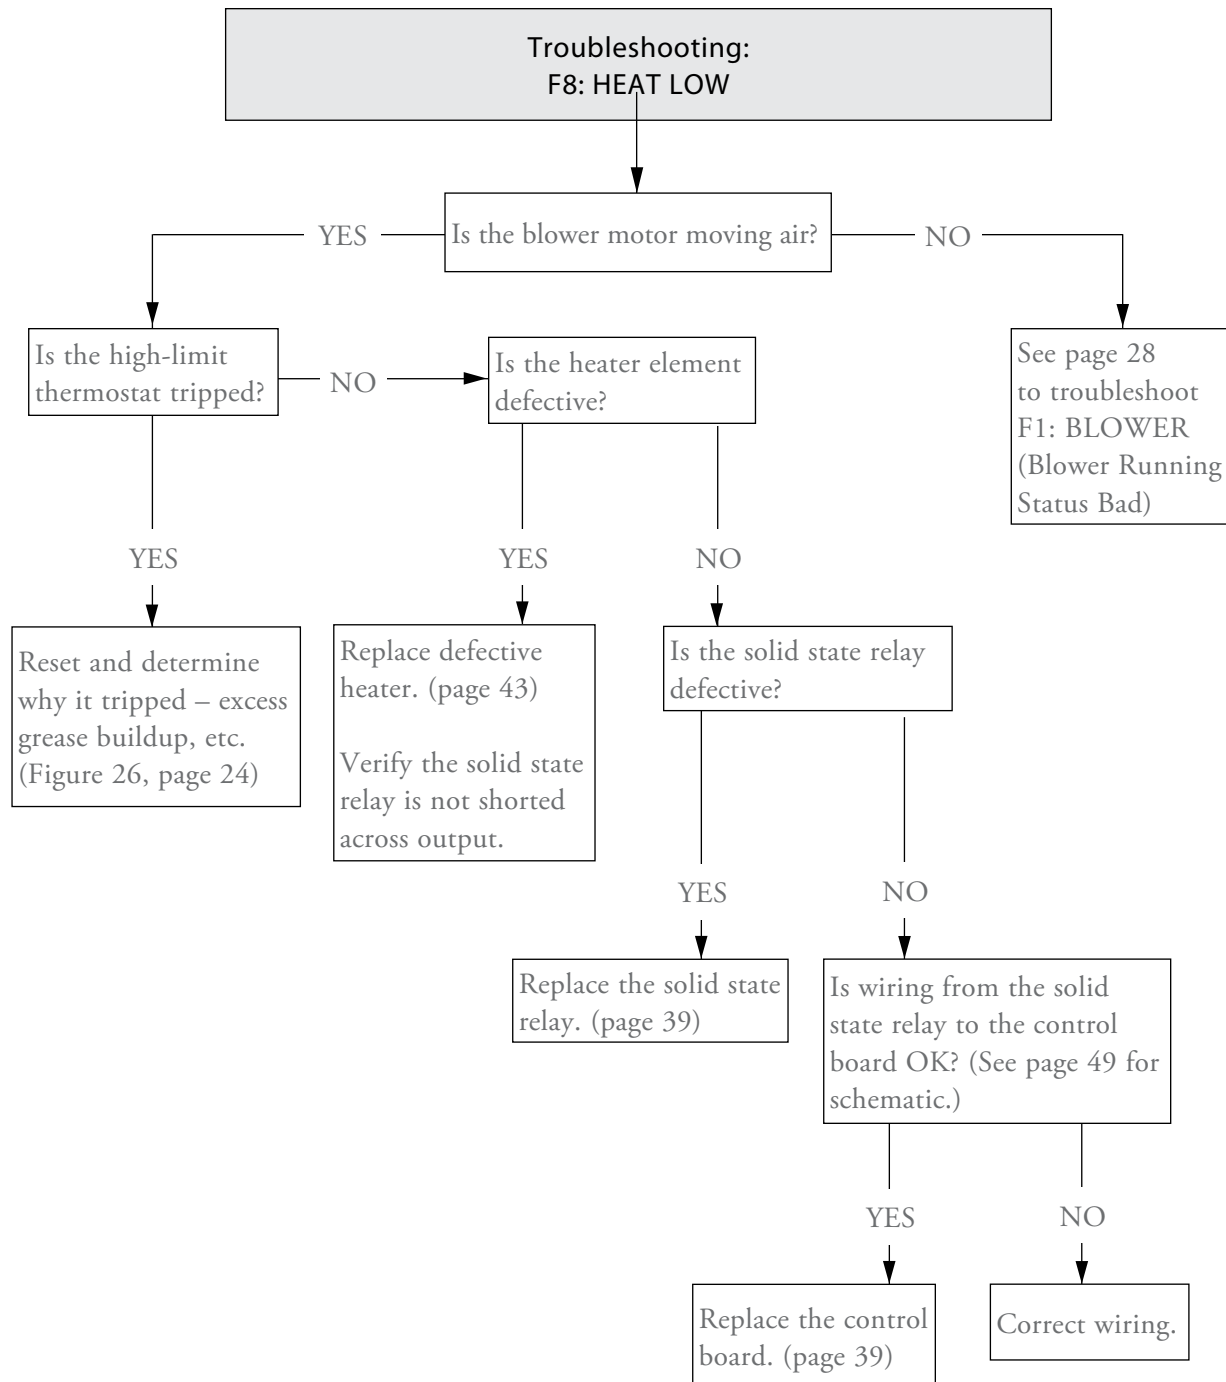 Troubleshooting:
F8: HEAT LOW
Is the blower motor moving air?
YES
NO
Is the high-limit
thermostat tripped?
NO
Is the heater element
defective?
See page 28
to troubleshoot
F1: BLOWER
(Blower Running
Status Bad)
YES
YES
NO
Reset and determine
why it tripped – excess
grease buildup, etc.
(Figure 26, page 24)
Replace defective
heater. (page 43)
Verify the solid state
relay is not shorted
across output.
Is the solid state relay
defective?
YES
NO
Replace the solid state
relay. (page 39)
Is wiring from the solid
state relay to the control
board OK? (See page 49 for
schematic.)
YES
NO
Replace the control
board. (page 39)
Correct wiring.